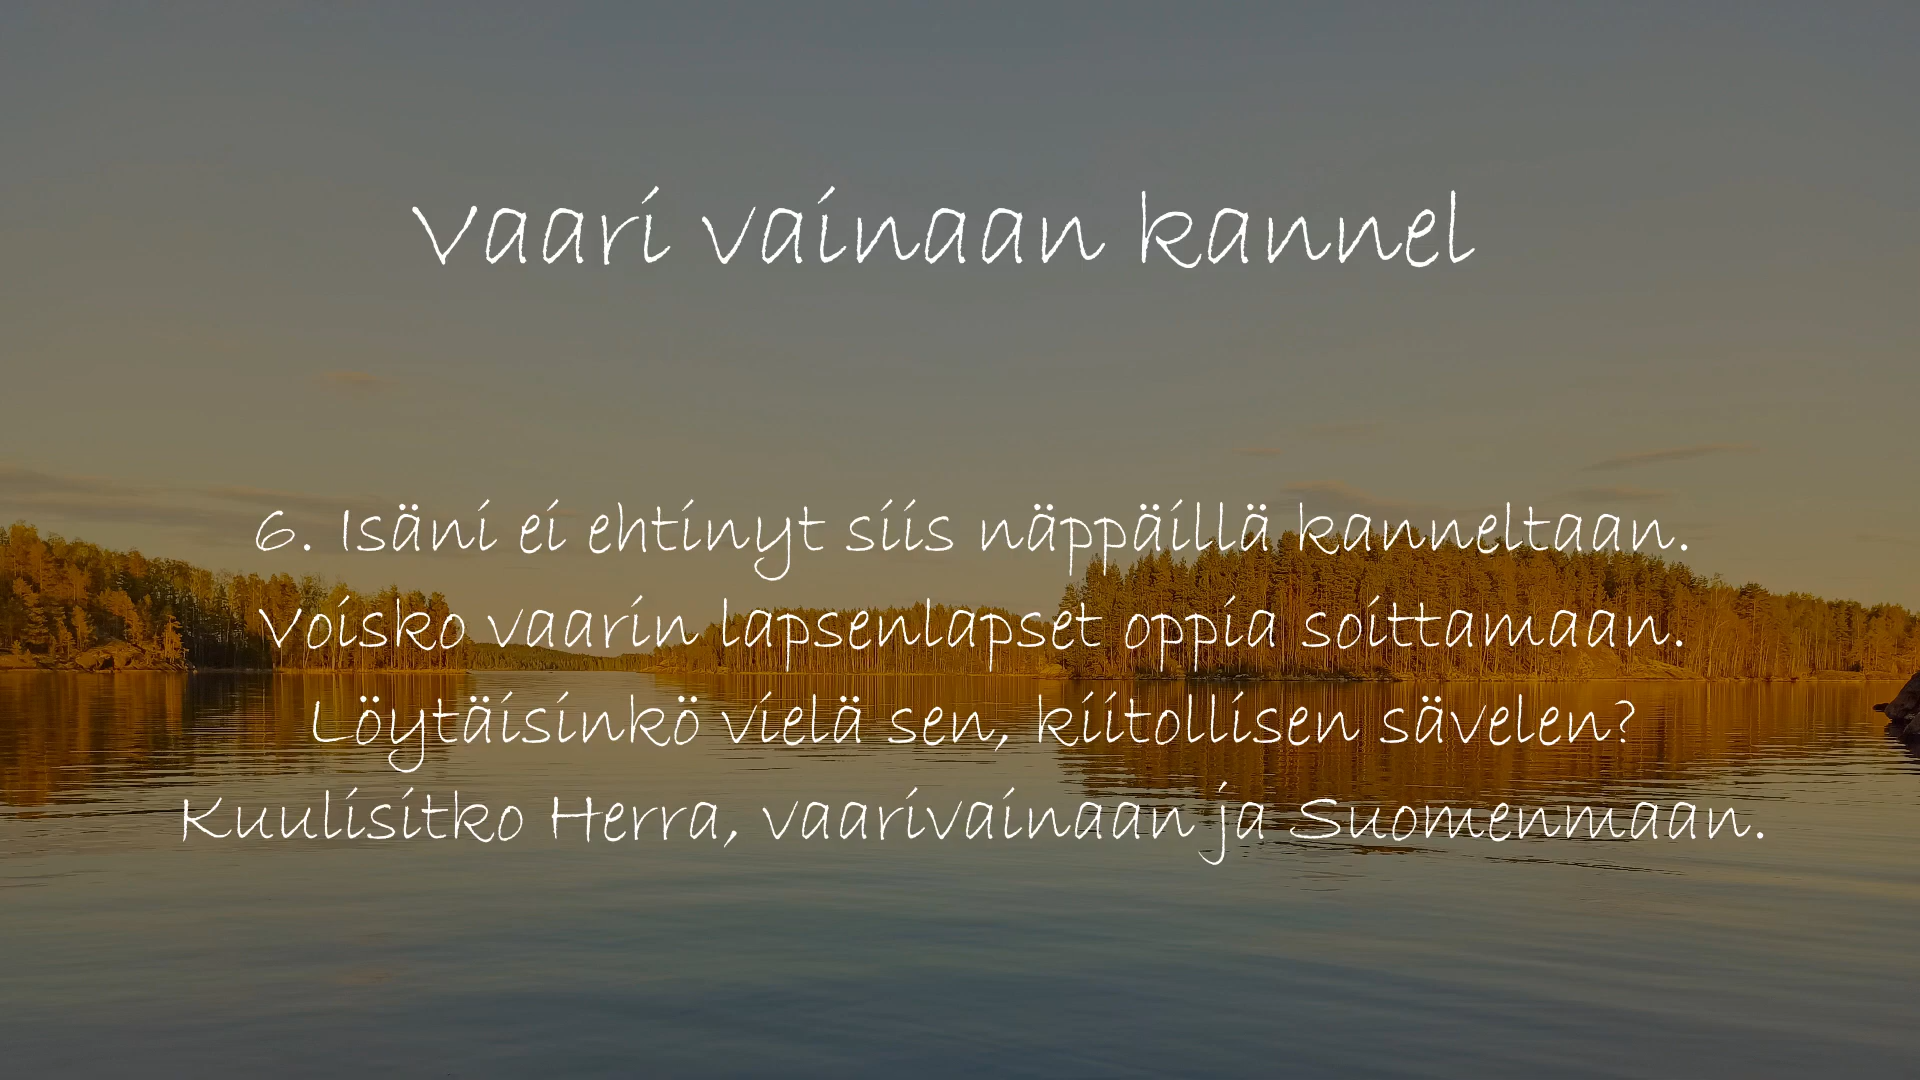 Vaari vainaan kannel
6. Isäni ei ehtinyt siis näppäillä kanneltaan.
Voisko vaarin lapsenlapset oppia soittamaan.
Löytäisinkö vielä sen, kiitollisen sävelen?
Kuulisitko Herra, vaarivainaan ja Suomenmaan.